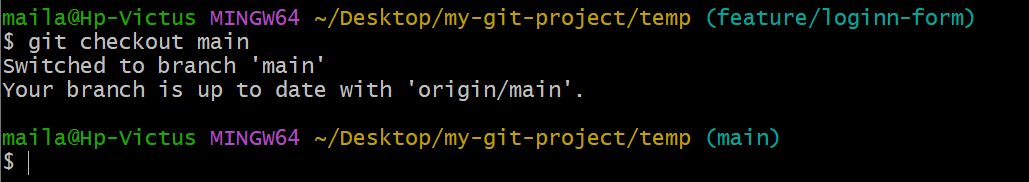 maila@Hp-Victus MINGW64 ~/Desktop/my-git-project/temp (feature/loginn-form)
$ git checkout main
Switched to branch 'main'
Your branch is up to date with 'origin/main'.
maila@Hp-Victus MINGW64 ~/Desktop/my-git-project/temp (main)
$